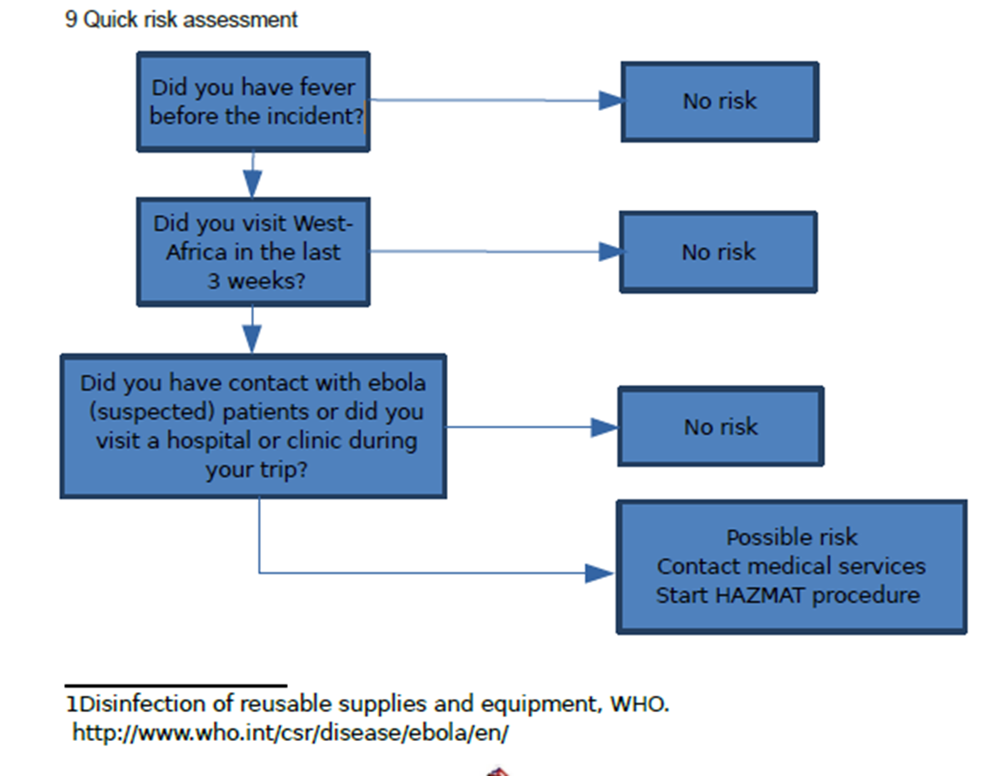 9 Quick risk assessment
Did you have fever
before the incident?
No risk
Did you visit West-
Africa in the last
3 weeks?
No risk
Did you have contact with ebola
(suspected) patients or did you
visit a hospital or clinic during
your trip?
No risk
Possible risk
Contact medical services
Start HAZMAT procedure
1Disinfection of reusable supplies and equipment, WHO.
http://www.who.int/csr/disease/ebola/en/